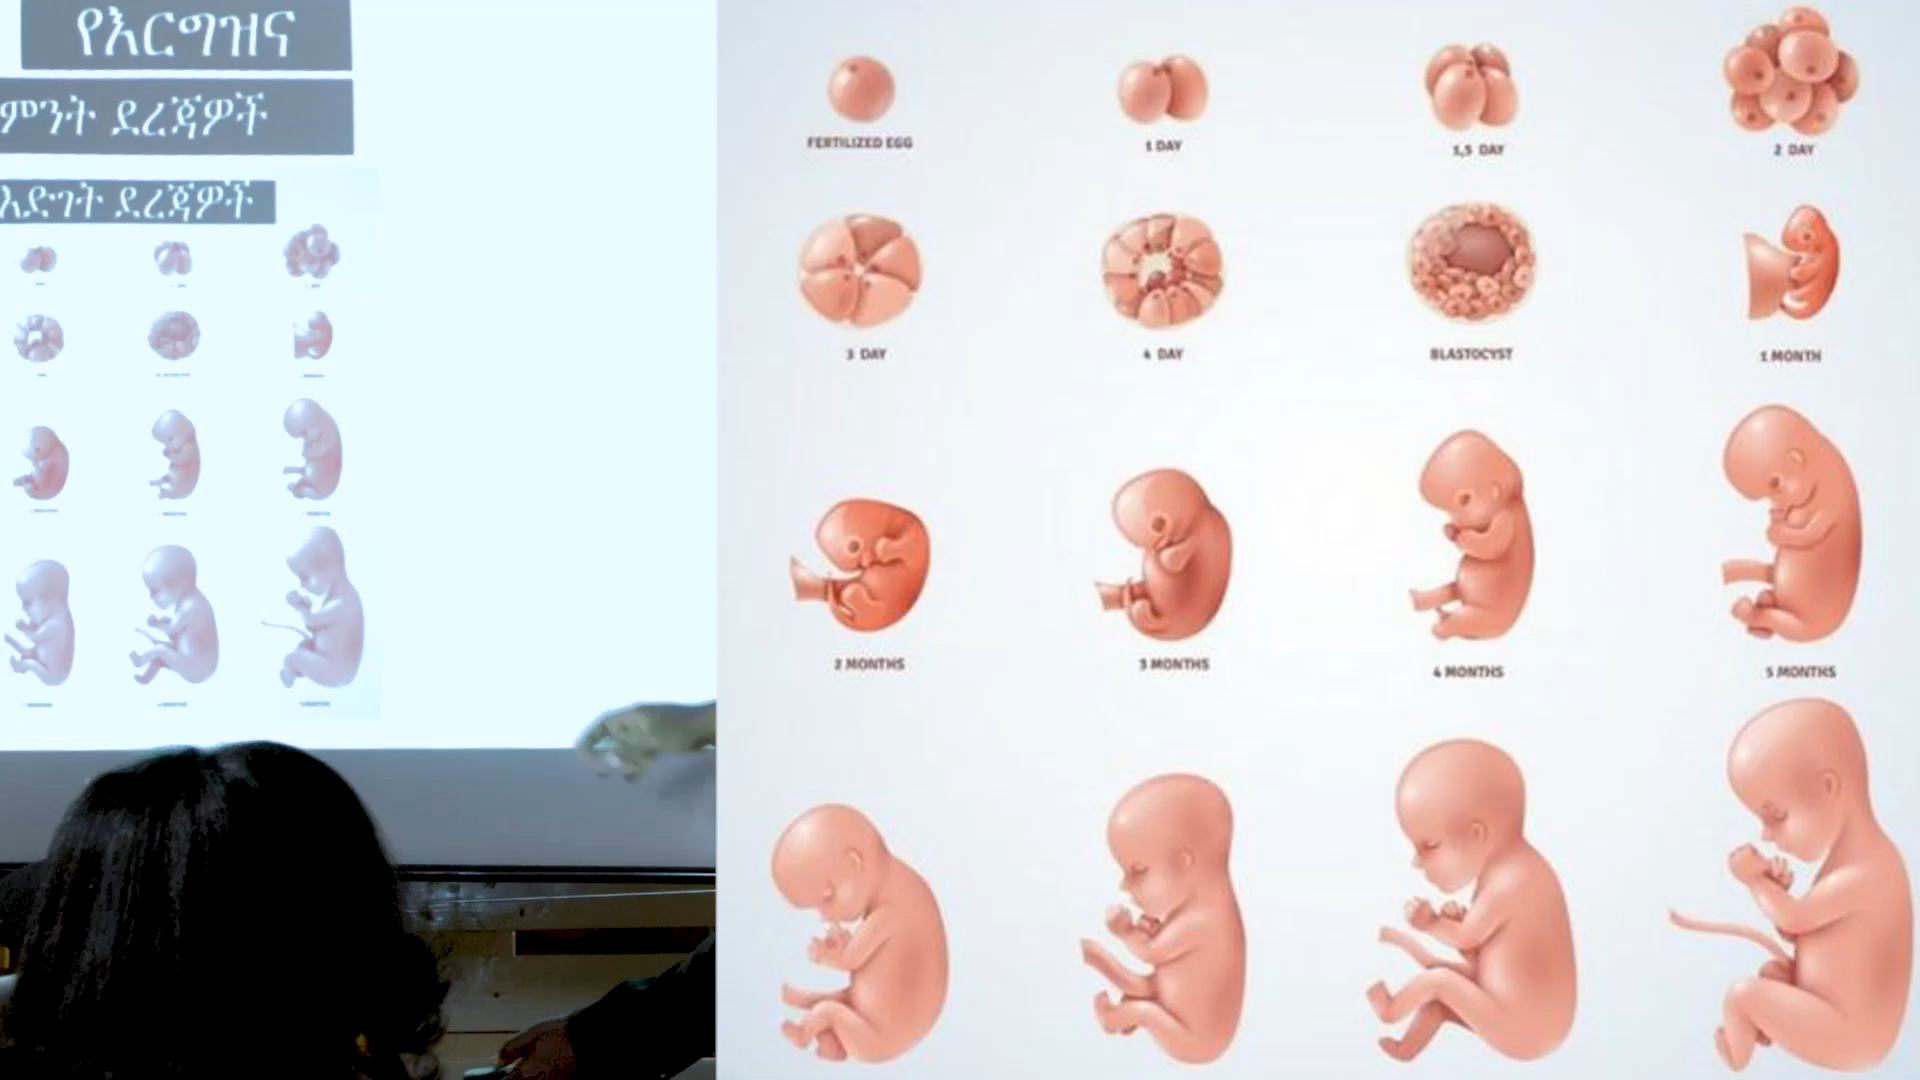 የእርግዝና
ምንት ደረጃዎች
እድገት ደረጃዎች
FERTILIZED EGG
1 DAY
1,5 DAY
2 DAY
3 DAY
4 DAY
BLASTOCYST
1 MONTH
2 MONTHS
3 MONTHS
4 MONTHS
5 MONTHS